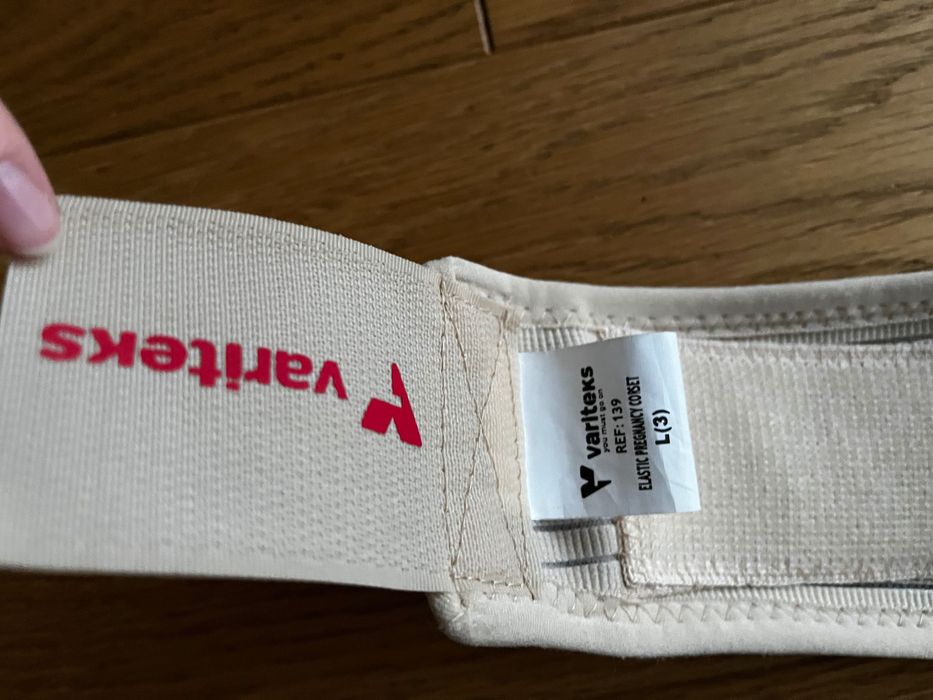 variteks
variteks
you must go on
REF: 139
ELASTIC PREGNANCY CORSET
L(3)